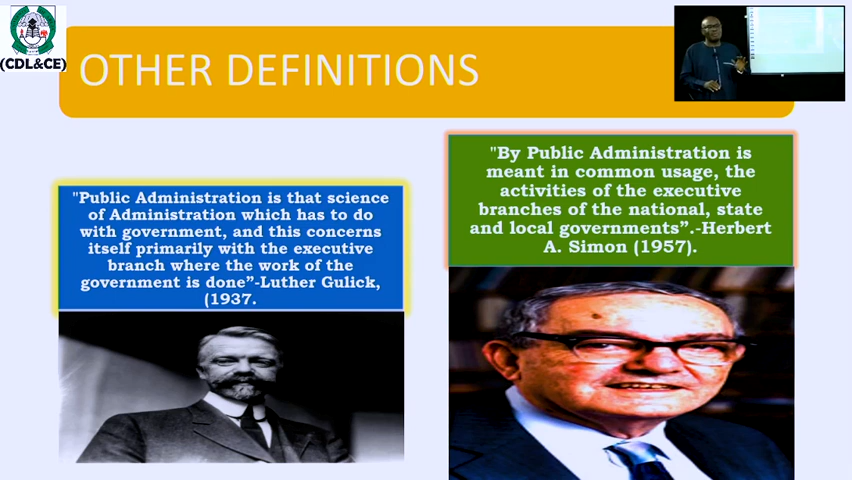 (CDL&CE)
OTHER DEFINITIONS
"Public Administration is that science
of Administration which has to do
with government, and this concerns
itself primarily with the executive
branch where the work of the
government is done”-Luther Gulick,
(1937.
"By Public Administration is
meant in common usage, the
activities of the executive
branches of the national, state
and local governments”.-Herbert
A. Simon (1957).